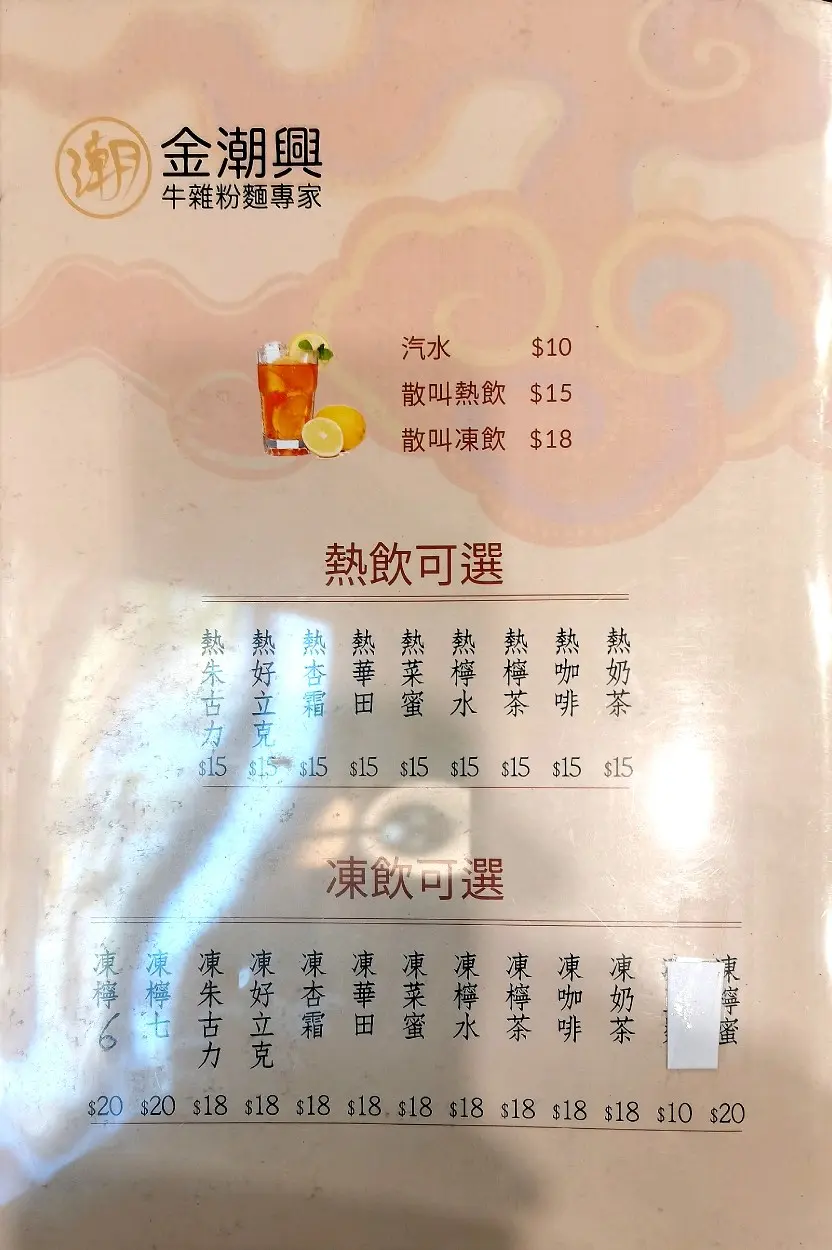 潮
金潮興
牛雜粉麵專家
汽水 $10
散叫熱飲 $15
散叫凍飲 $18
熱飲可選
熱奶茶 $15
熱咖啡 $15
熱檸茶 $15
熱檸水 $15
熱菜蜜 $15
熱華田 $15
熱杏霜 $15
熱好立克 $15
熱朱古力 $15
凍飲可選
凍檸蜜 $20
$10
凍奶茶 $18
凍咖啡 $18
凍檸茶 $18
凍檸水 $18
凍菜蜜 $18
凍華田 $18
凍杏霜 $18
凍好立克 $18
凍朱古力 $18
凍檸七 $20
凍檸6 $20